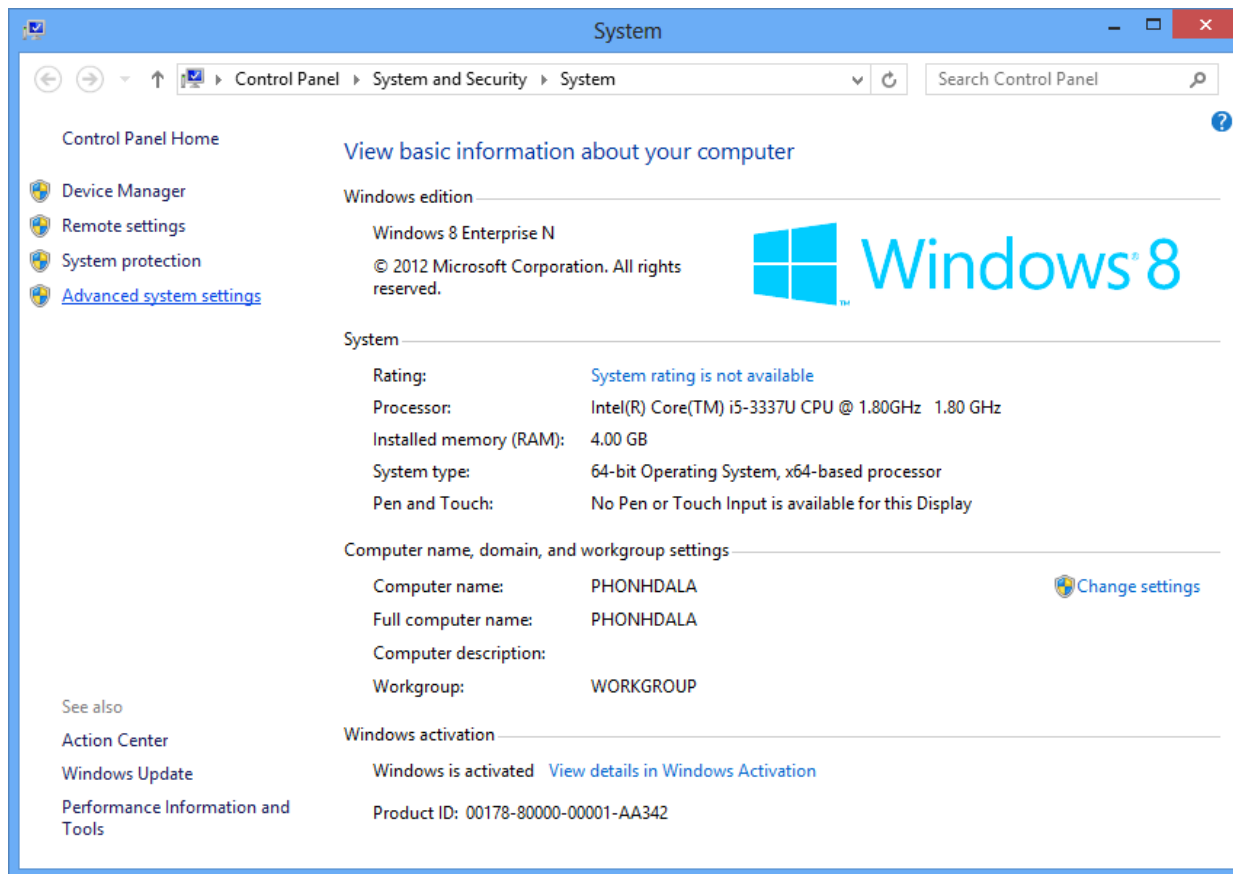 System
Control Panel System and Security System
Search Control Panel
Control Panel Home
Device Manager
Remote settings
System protection
Advanced system settings
See also
Action Center
Windows Update
Performance Information and
Tools
View basic information about your computer
Windows edition
Windows 8 Enterprise N
© 2012 Microsoft Corporation. All rights
reserved.
Windows® 8
™
System
Rating: System rating is not available
Processor: Intel(R) Core(TM) i5-3337U CPU @ 1.80GHz 1.80 GHz
Installed memory (RAM): 4.00 GB
System type: 64-bit Operating System, x64-based processor
Pen and Touch: No Pen or Touch Input is available for this Display
Computer name, domain, and workgroup settings
Computer name: PHONHDALA Change settings
Full computer name: PHONHDALA
Computer description:
Workgroup: WORKGROUP
Windows activation
Windows is activated View details in Windows Activation
Product ID: 00178-80000-00001-AA342